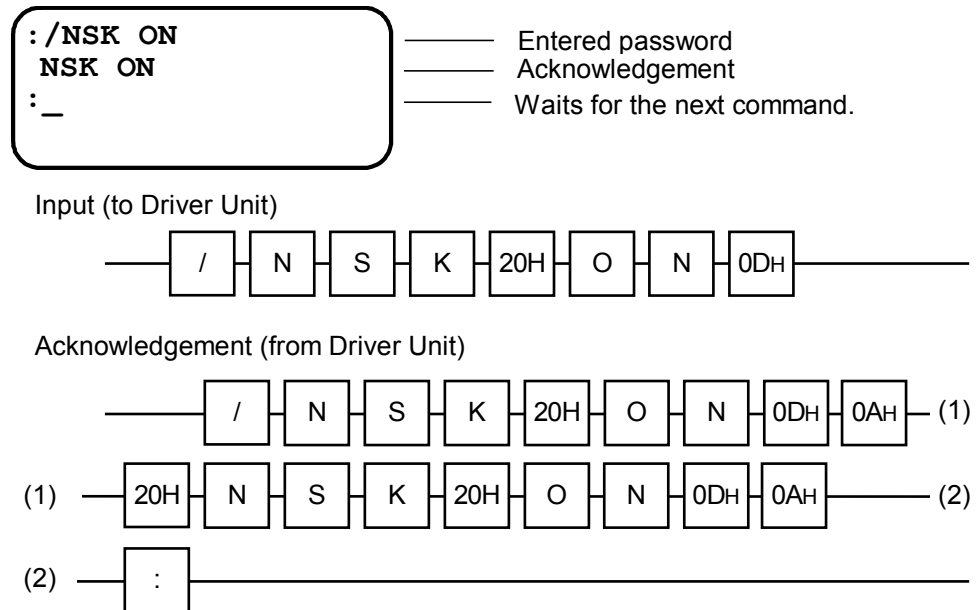 :/NSK ON
NSK ON
:_
Entered password
Acknowledgement
Waits for the next command.
Input (to Driver Unit)
/ N S K 20H O N 0DH
Acknowledgement (from Driver Unit)
/ N S K 20H O N 0DH 0AH (1)
(1) 20H N S K 20H O N 0DH 0AH (2)
(2) :